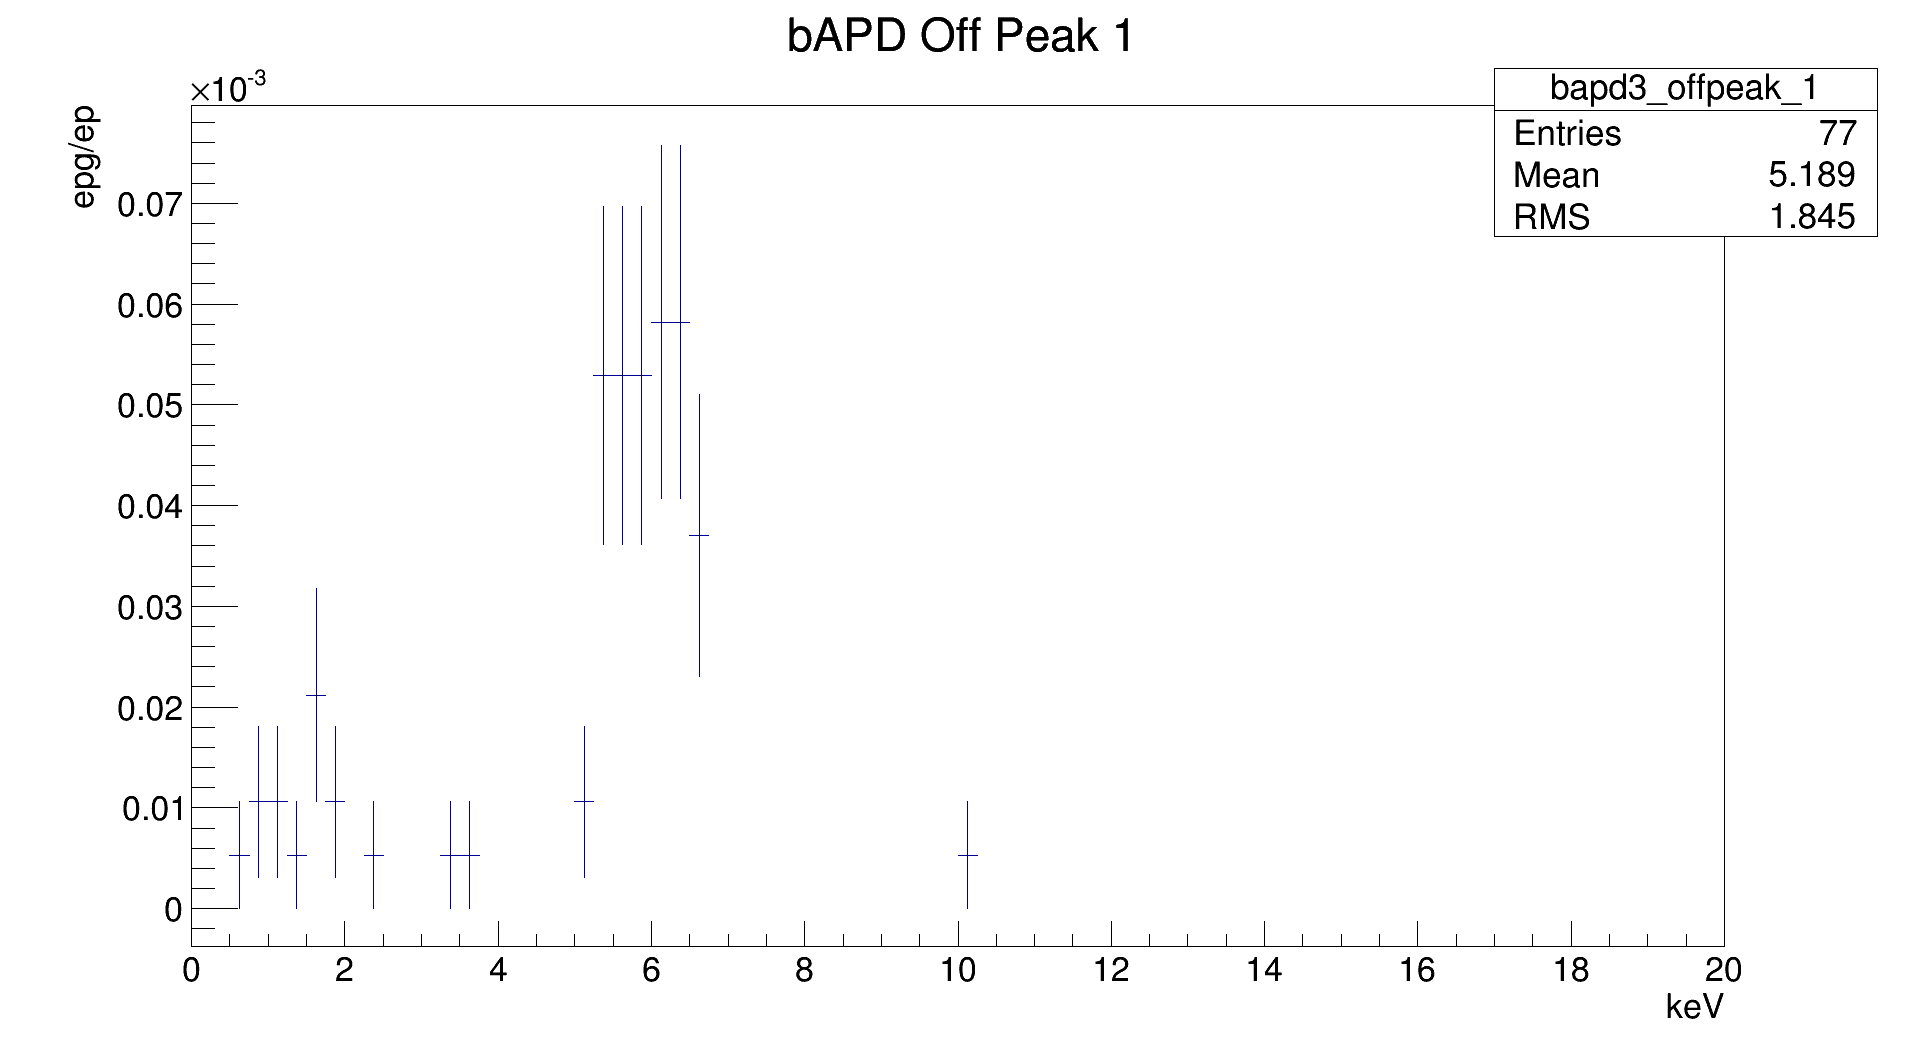 bAPD Off Peak 1
×10-3
epg/ep
bapd3_offpeak_1
Entries 77
Mean 5.189
RMS 1.845
0.07
0.06
0.05
0.04
0.03
0.02
0.01
0
0 2 4 6 8 10 12 14 16 18 20
keV